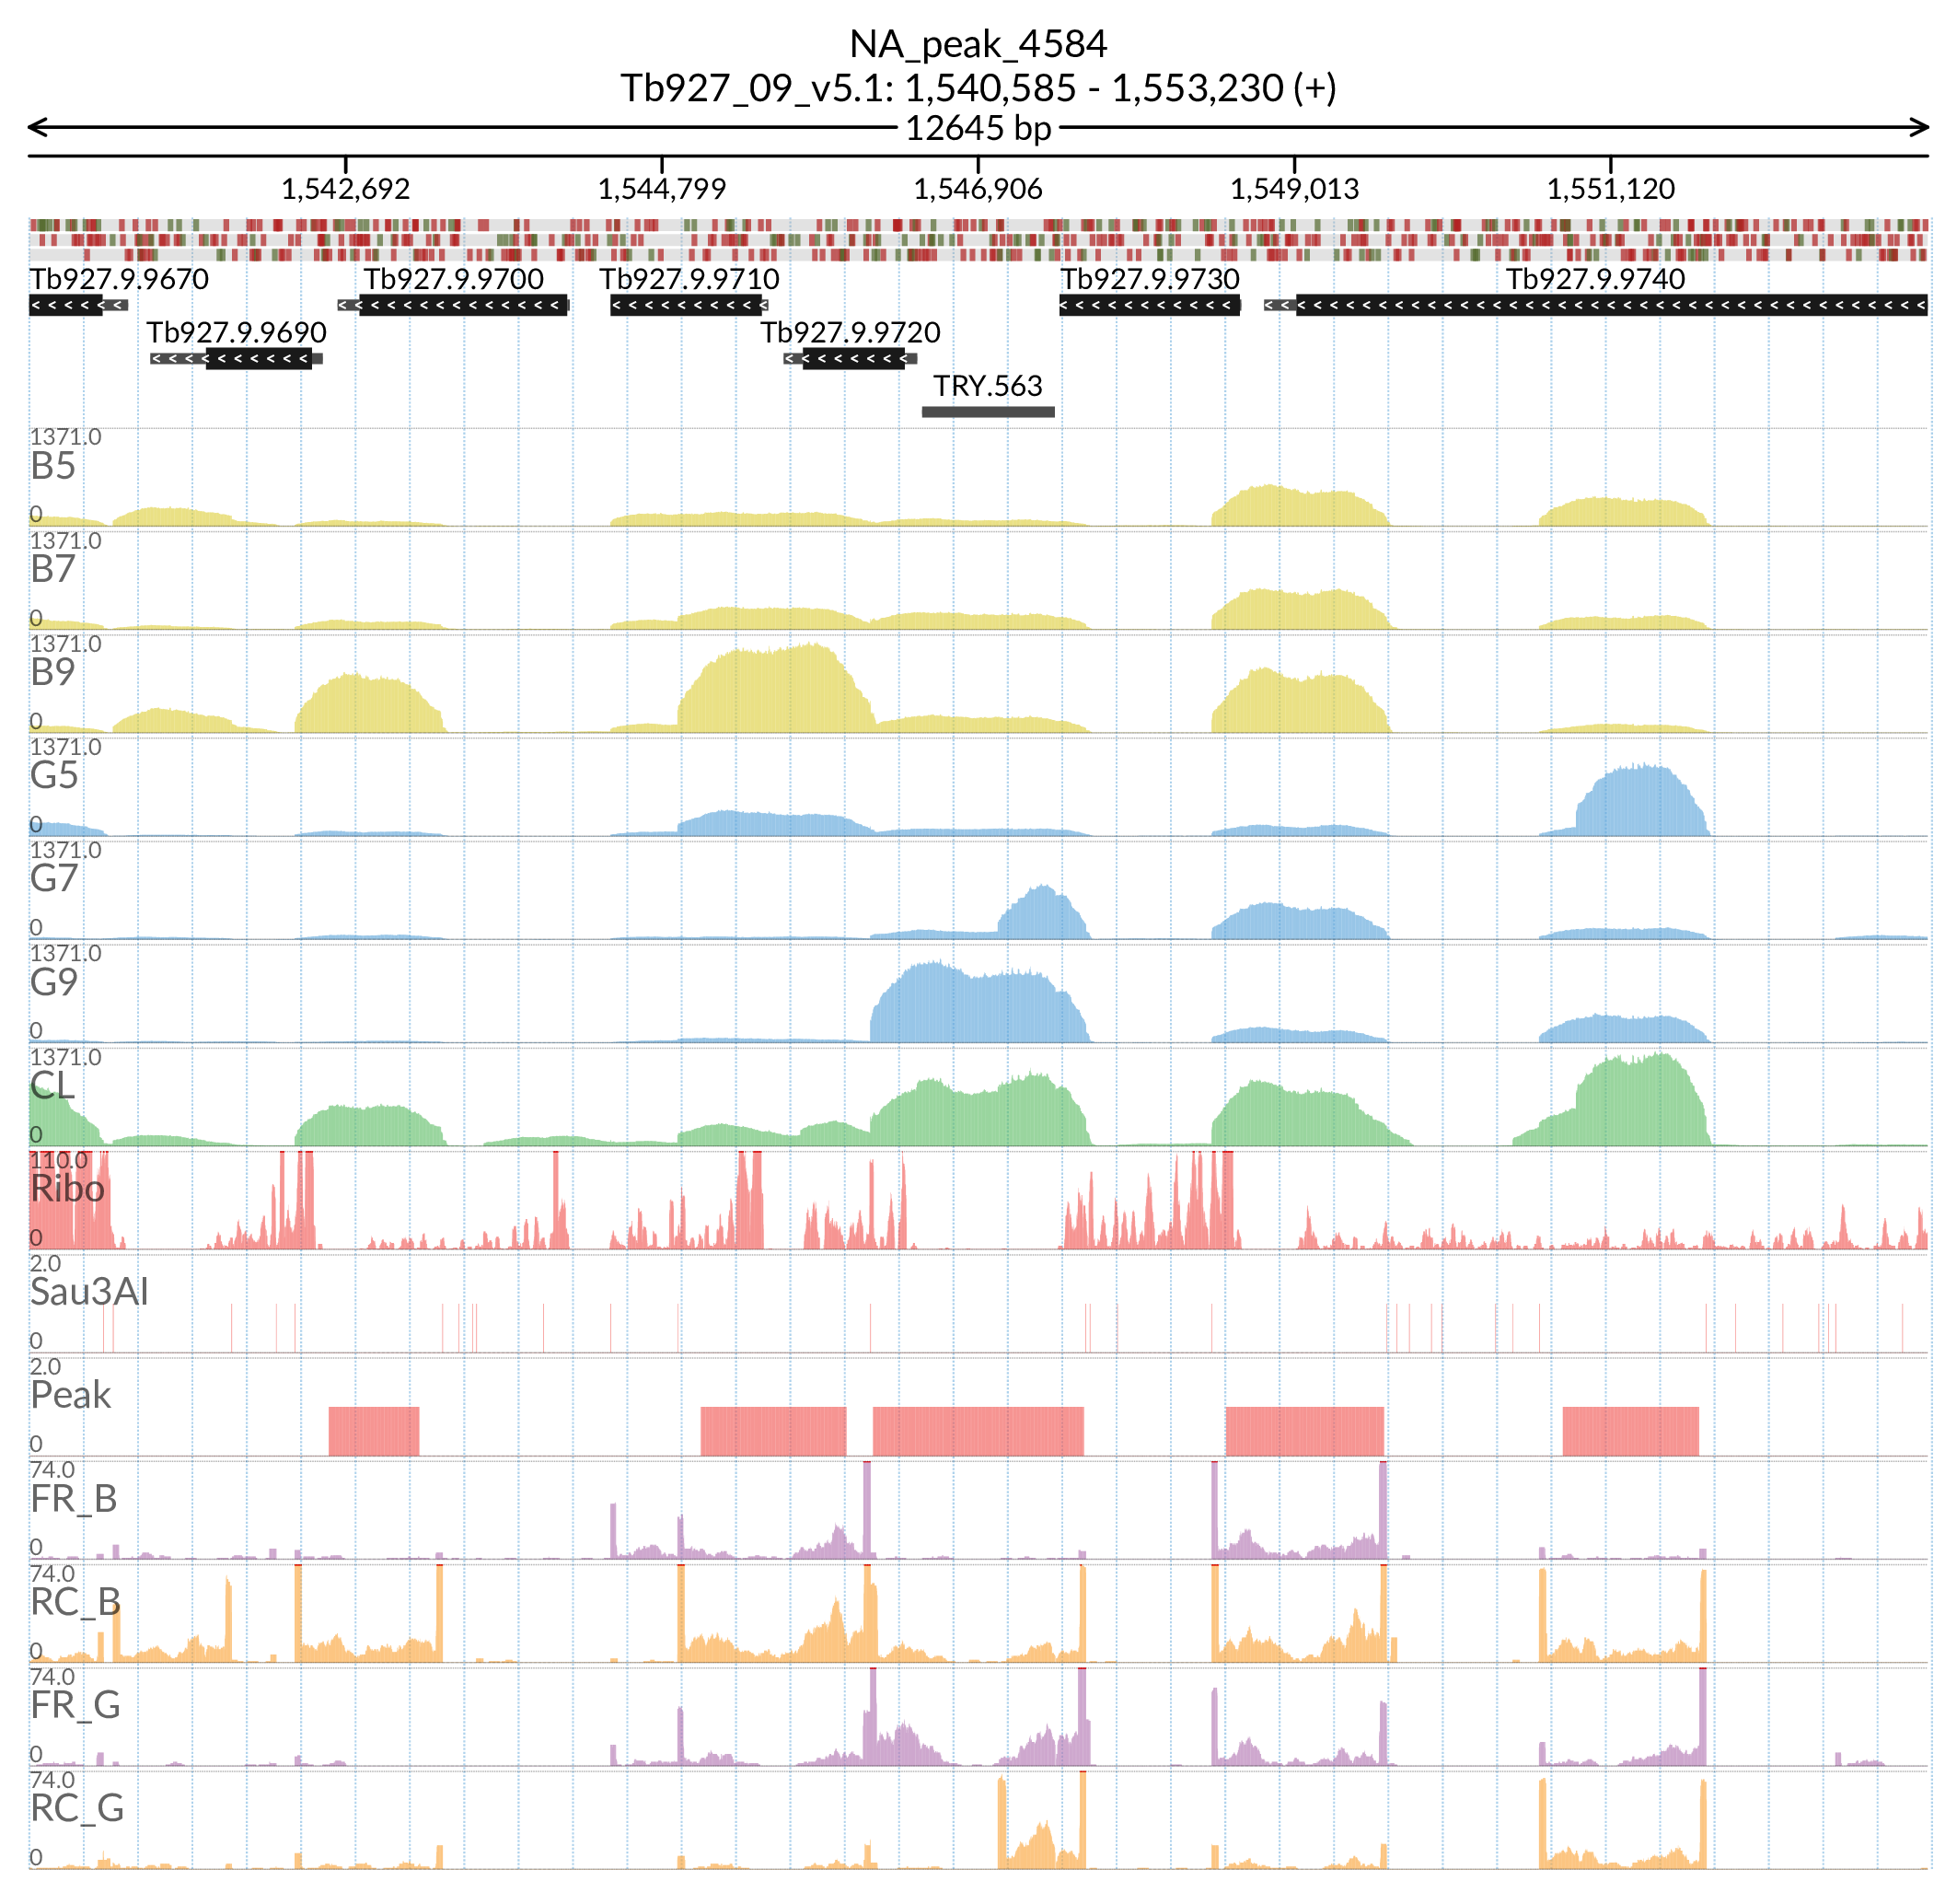 NA_peak_4584
Tb927_09_v5.1: 1,540,585 - 1,553,230 (+)
12645 bp
1,542,692 1,544,799 1,546,906 1,549,013 1,551,120
Tb927.9.9670 Tb927.9.9700 Tb927.9.9710 Tb927.9.9730 Tb927.9.9740
Tb927.9.9690 Tb927.9.9720
TRY.563
1371.0
B5
0
1371.0
B7
0
1371.0
B9
0
1371.0
G5
0
1371.0
G7
0
1371.0
G9
0
1371.0
CL
0
110.0
Ribo
0
2.0
Sau3AI
0
2.0
Peak
0
74.0
FR_B
0
74.0
RC_B
0
74.0
FR_G
0
74.0
RC_G
0